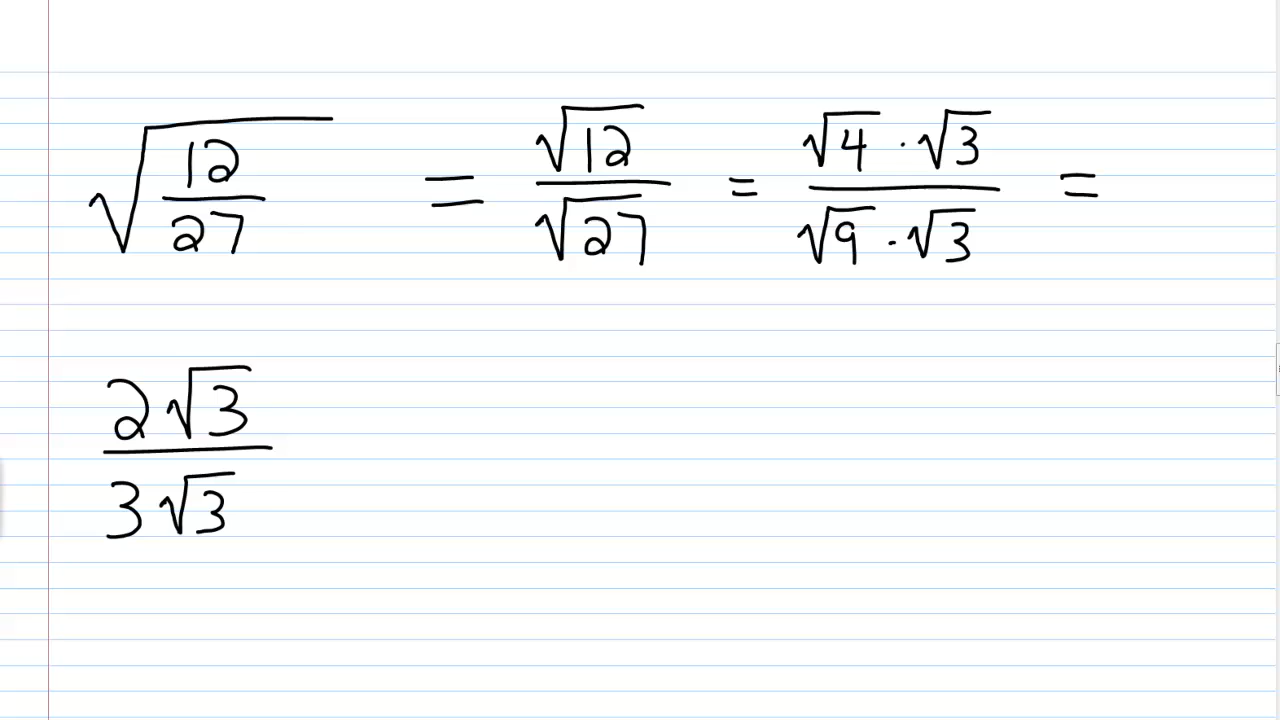 √(12/27) = √12/√27 = √4 · √3/√9 · √3 =
2√3/3√3